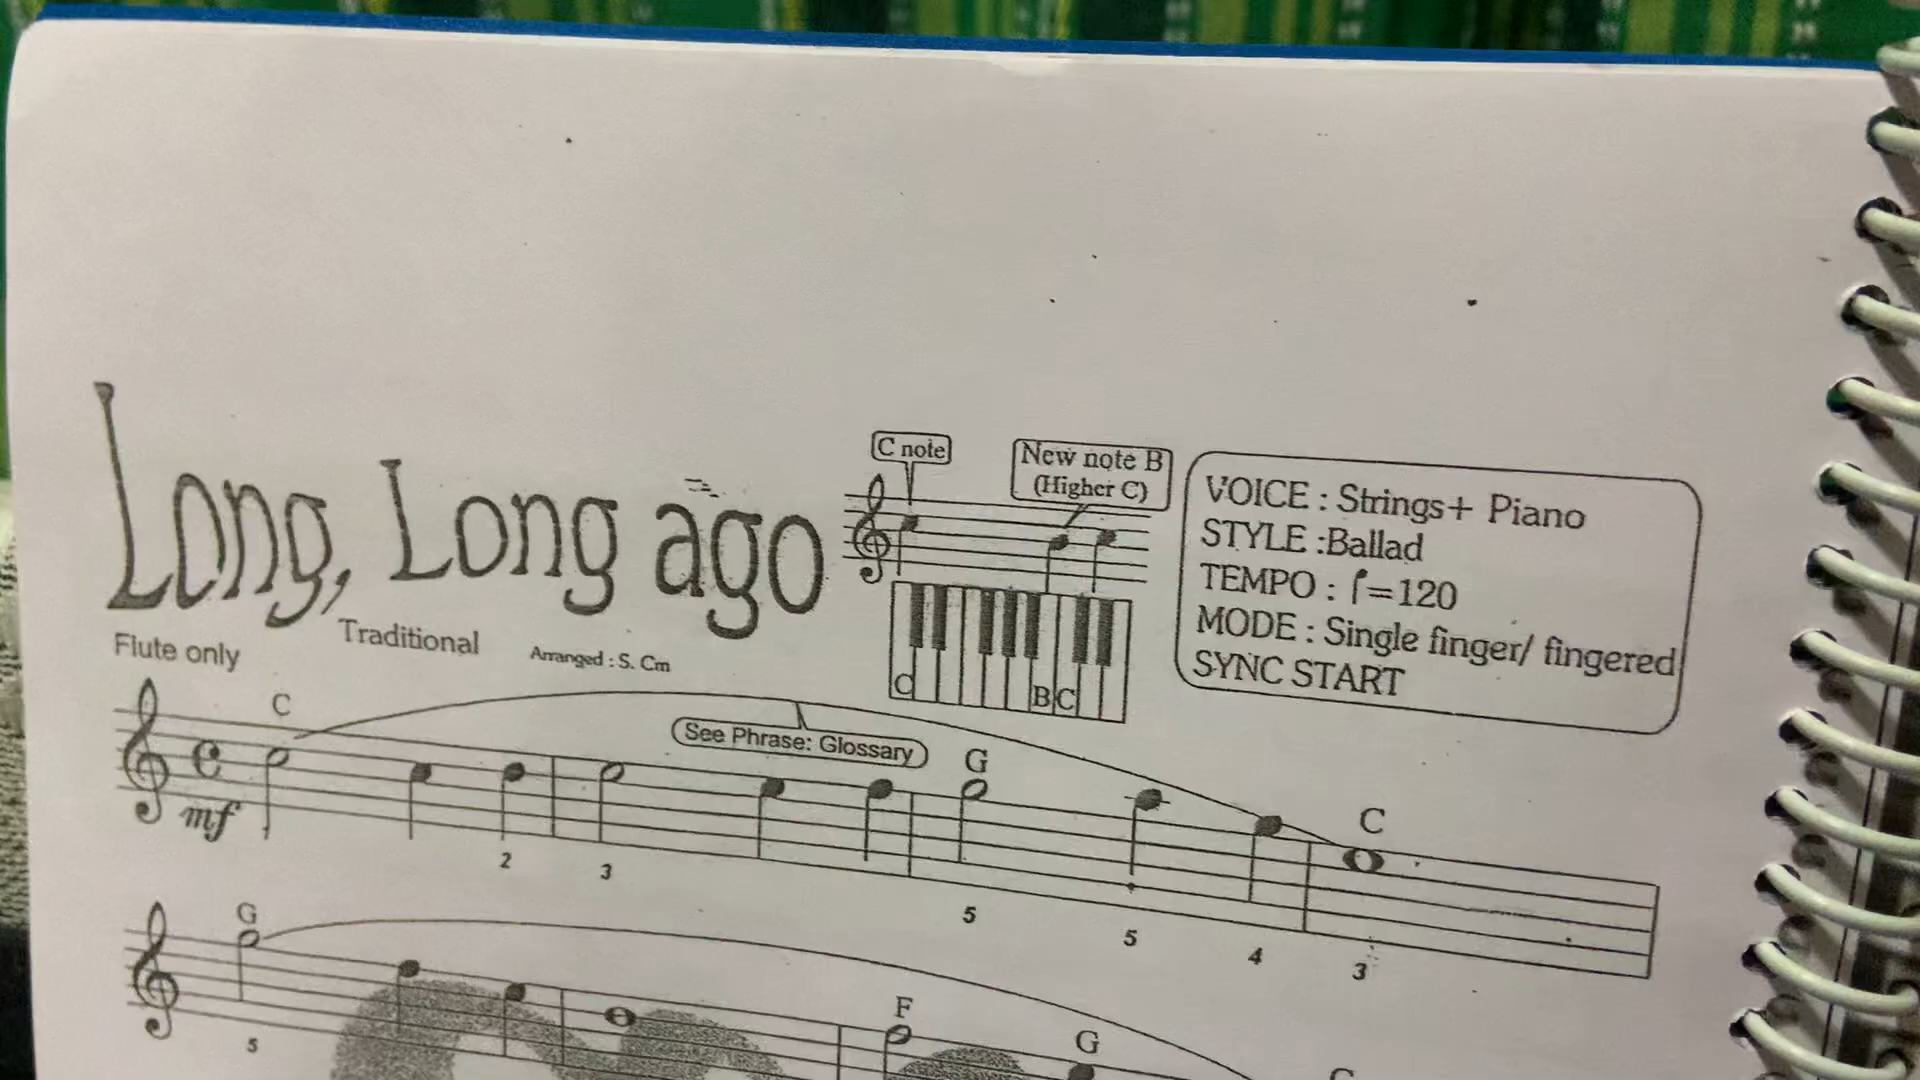 Long, Long ago
C note
New note B
(Higher C)
VOICE : Strings+ Piano
STYLE :Ballad
TEMPO : =120
MODE : Single finger/ fingered
SYNC START
C
B C
Flute only
Traditional
Arranged : S. Cm
C
See Phrase: Glossary
G
C
mf
2
3
5
5
4
3
G
F
G
C
5